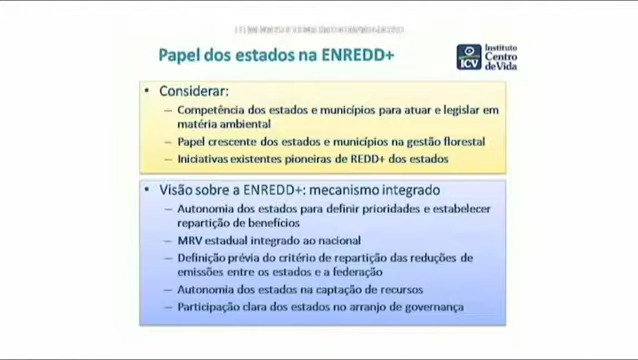 Papel dos estados na ENREDD+
ICV
Instituto
Centro
de Vida
• Considerar:
– Competência dos estados e municípios para atuar e legislar em
matéria ambiental
– Papel crescente dos estados e municípios na gestão florestal
– Iniciativas existentes pioneiras de REDD+ dos estados
• Visão sobre a ENREDD+: mecanismo integrado
– Autonomia dos estados para definir prioridades e estabelecer
repartição de benefícios
– MRV estadual integrado ao nacional
– Definição prévia do critério de repartição das reduções de
emissões entre os estados e a federação
– Autonomia dos estados na captação de recursos
– Participação clara dos estados no arranjo de governança